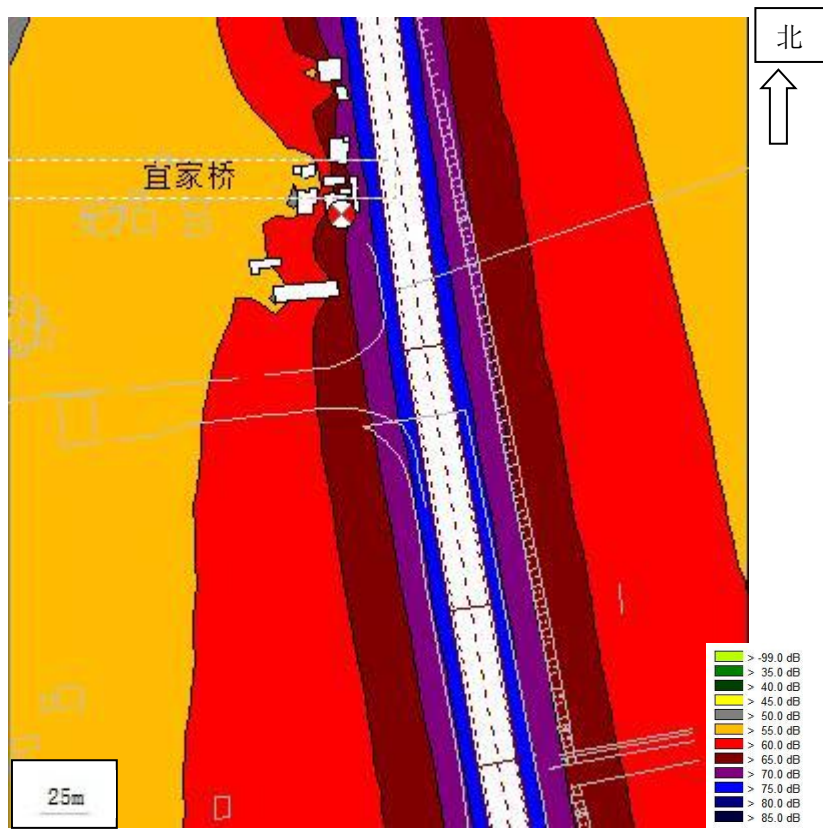 北
宜家桥
> -99.0 dB
> 35.0 dB
> 40.0 dB
> 45.0 dB
> 50.0 dB
> 55.0 dB
> 60.0 dB
> 65.0 dB
> 70.0 dB
> 75.0 dB
> 80.0 dB
> 85.0 dB
25m